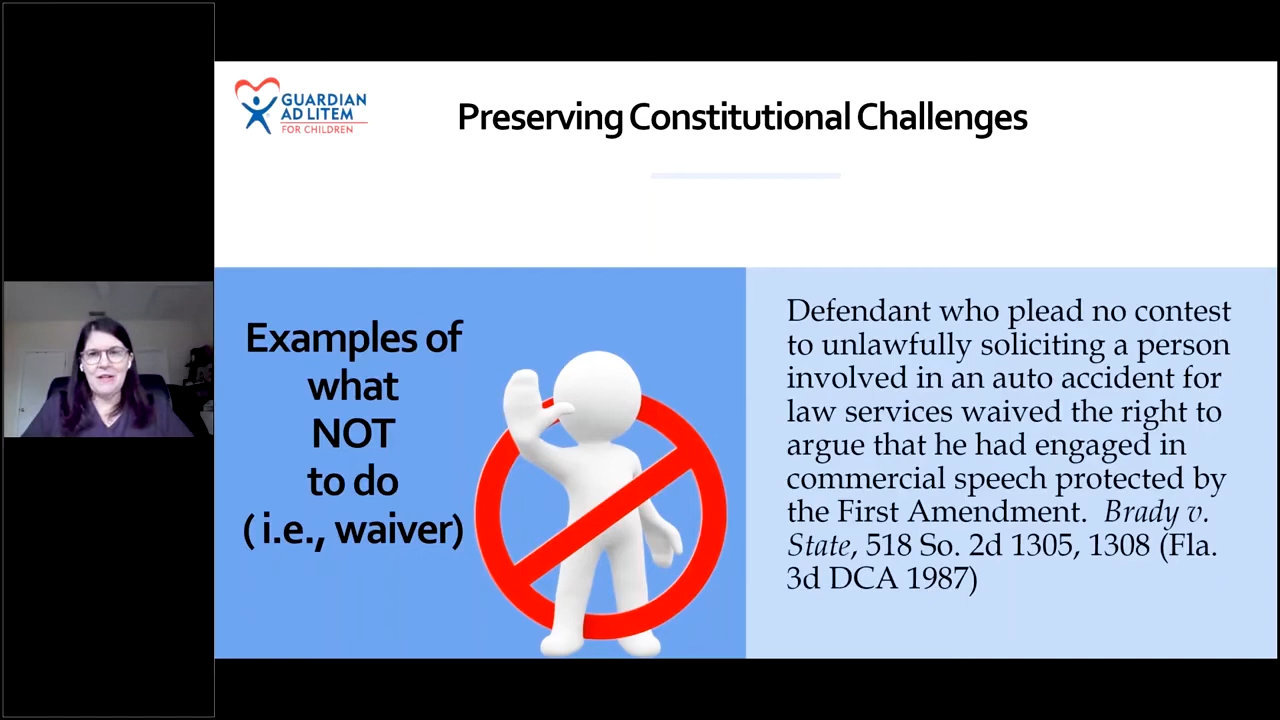 GUARDIAN
AD LITEM
FOR CHILDREN
Preserving Constitutional Challenges
Examples of
what
NOT
to do
( i.e., waiver)
Defendant who plead no contest
to unlawfully soliciting a person
involved in an auto accident for
law services waived the right to
argue that he had engaged in
commercial speech protected by
the First Amendment. Brady v.
State, 518 So. 2d 1305, 1308 (Fla.
3d DCA 1987)